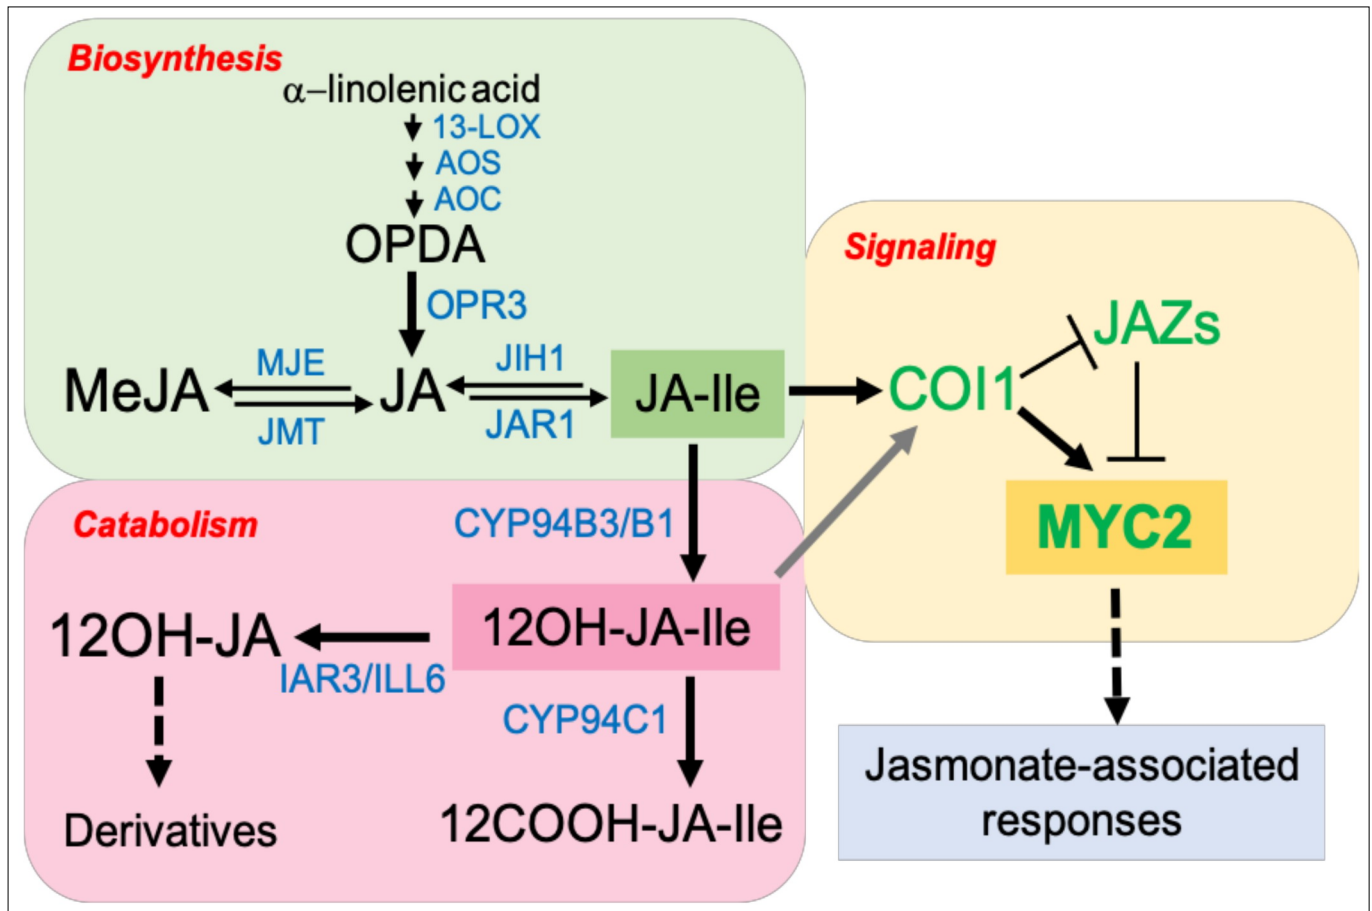 Biosynthesis
α–linolenic acid
13-LOX
AOS
AOC
OPDA
OPR3
MeJA
MJE
JMT
JA
JIH1
JAR1
JA-Ile
Signaling
JAZs
COI1
MYC2
Jasmonate-associated
responses
Catabolism
CYP94B3/B1
12OH-JA-Ile
IAR3/ILL6
12OH-JA
Derivatives
CYP94C1
12COOH-JA-Ile